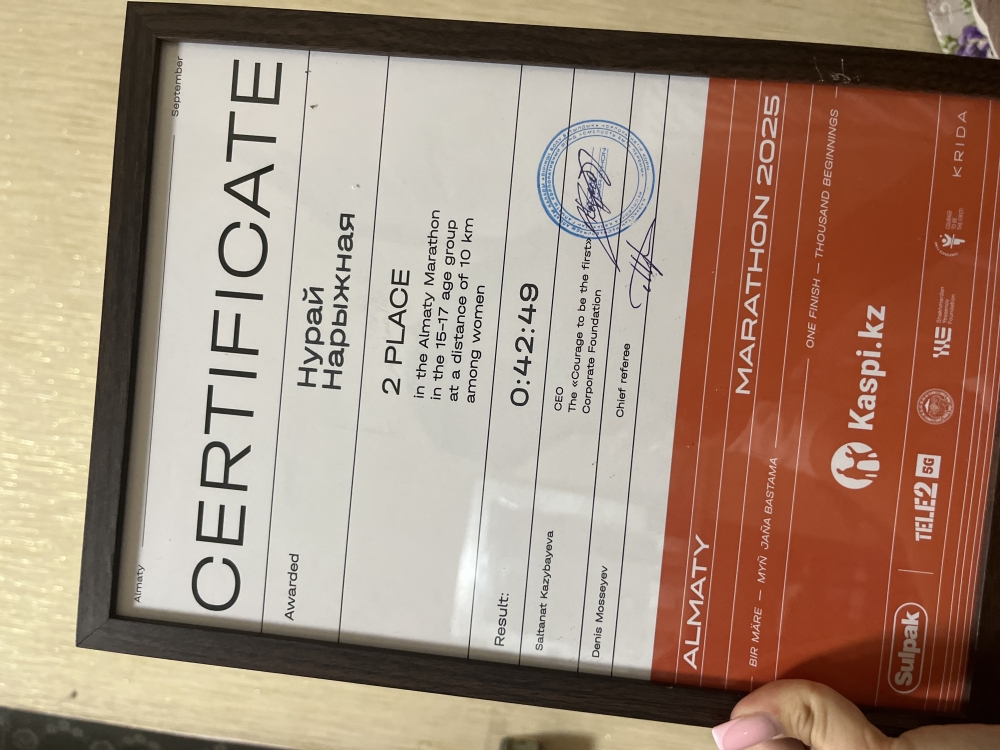 Almaty
September
CERTIFICATE
Awarded
Нурай
Нарыжная
2 PLACE
in the Almaty Marathon
in the 15-17 age group
at a distance of 10 km
among women
Result:
0:42:49
Saltanat Kazybayeva
CEO
The «Courage to be the first»
Corporate Foundation
Denis Mosseyev
Chief referee
ALMATY
MARATHON 2025
BIR MÄRE — MYŃ JAŃA BASTAMA
ONE FINISH — THOUSAND BEGINNINGS
Kaspi.kz
Sulpak
TELE2 5G
KRIDA